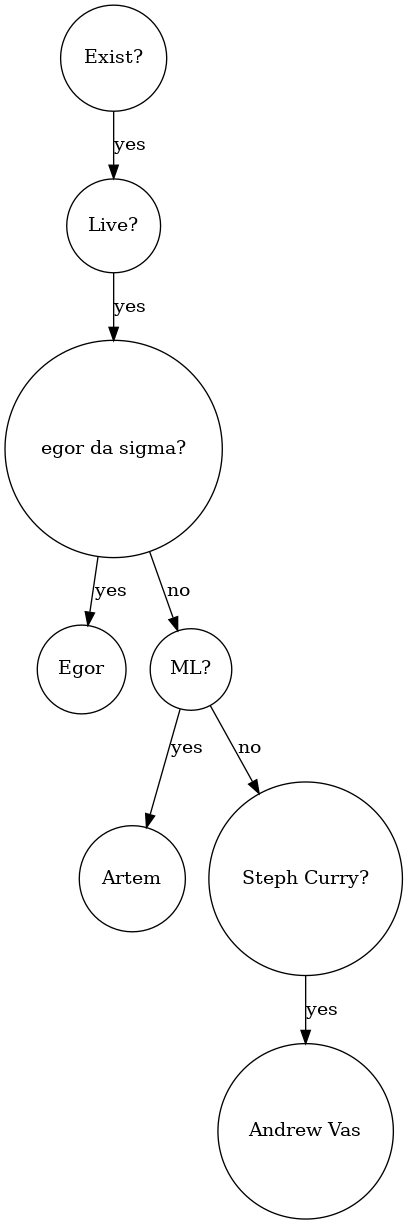 Exist?
yes
Live?
yes
egor da sigma?
yes
no
Egor
ML?
yes
no
Artem
Steph Curry?
yes
Andrew Vas